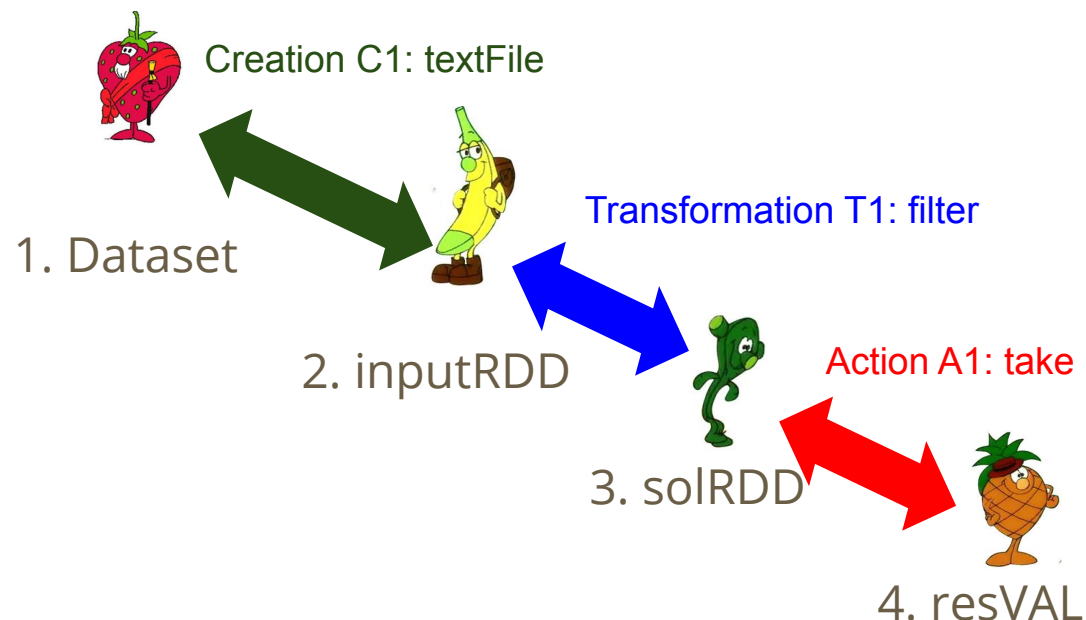 Creation C1: textFile
1. Dataset
Transformation T1: filter
2. inputRDD
Action A1: take
3. solRDD
4. resVAL